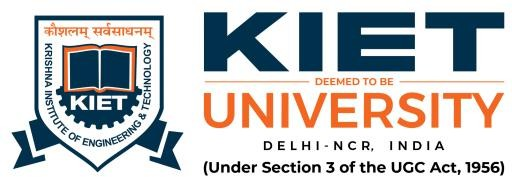 कौशलम् सर्वसाधनम्
KRISHNA INSTITUTE OF ENGINEERING & TECHNOLOGY
KIET
KIET
DEEMED TO BE
UNIVERSITY
DELHI-NCR, INDIA
(Under Section 3 of the UGC Act, 1956)